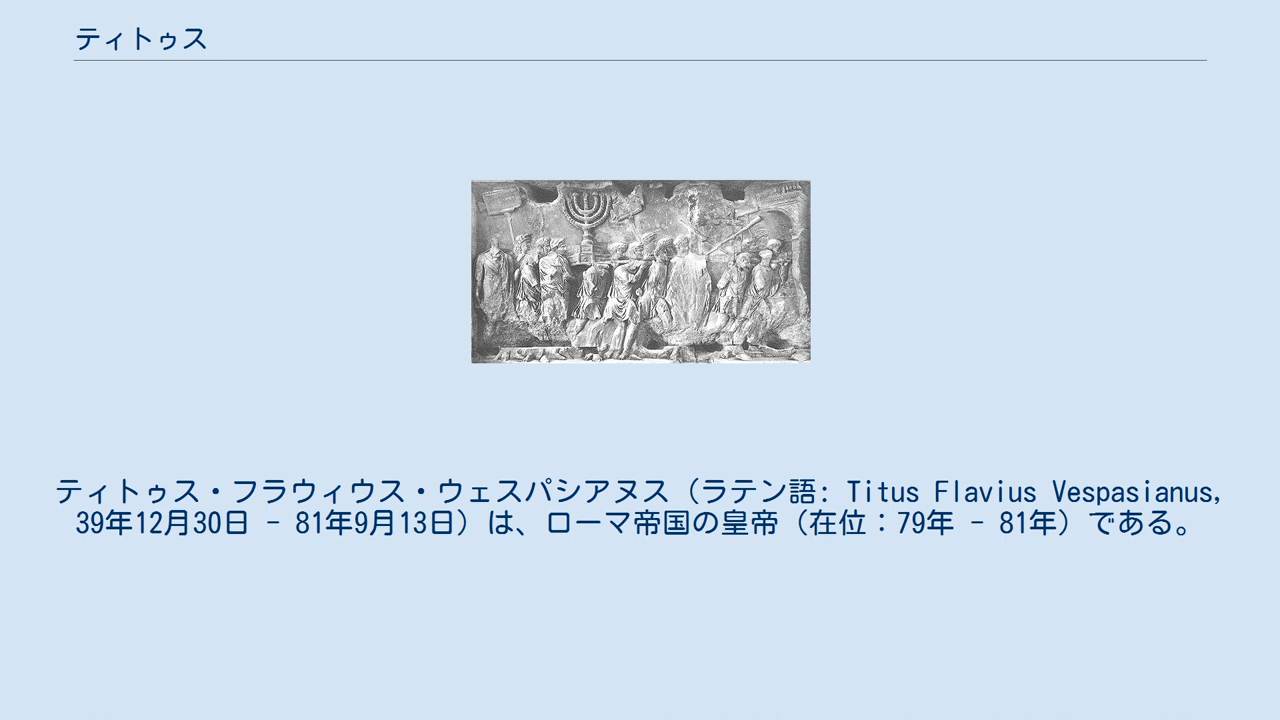 ティトゥス
ティトゥス・フラウィウス・ウェスパシアヌス（ラテン語: Titus Flavius Vespasianus,
39年12月30日 - 81年9月13日）は、ローマ帝国の皇帝（在位：79年 - 81年）である。